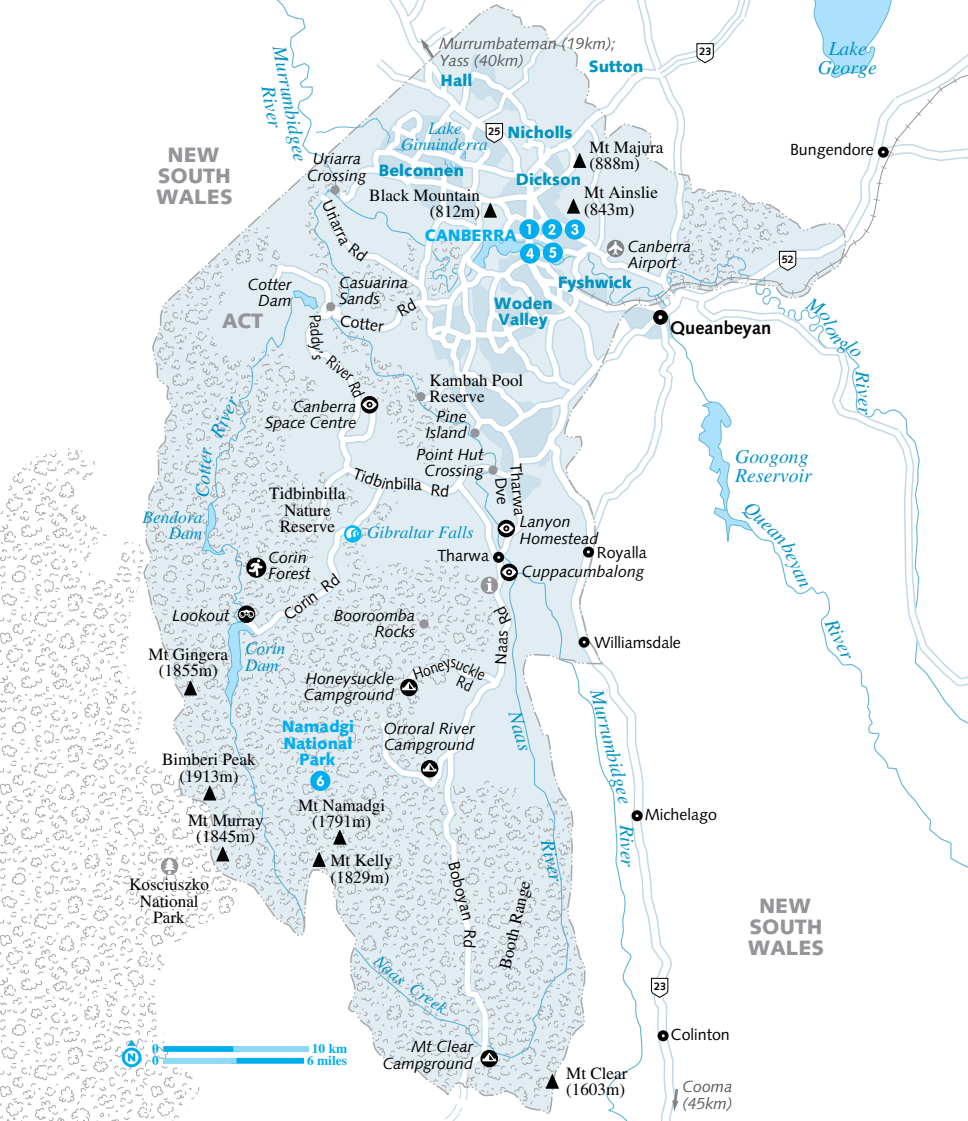 Murrumbateman (19km);
Yass (40km)
23
Lake
George
Sutton
Hall
Murrumbidgee
River
25
Nicholls
Lake
Ginninderra
Mt Majura
(888m)
Bungendore
NEW
SOUTH
WALES
Uriarra
Crossing
Belconnen
Dickson
Black Mountain
(812m)
Mt Ainslie
(843m)
Uriarra Rd
CANBERRA
1
2
3
4
5
Canberra
Airport
52
Cotter
Dam
Casuarina
Sands
Fyshwick
Woden
Valley
ACT
Cotter Rd
Queanbeyan
Molonglo
River
Paddy's
River Rd
Kambah Pool
Reserve
Canberra
Space Centre
Pine
Island
Cotter River
Point Hut
Crossing
Googong
Reservoir
Tidbinbilla Rd
Tharwa
Dve
Tidbinbilla
Nature
Reserve
Bendora
Dam
Gibraltar Falls
Lanyon
Homestead
Queanbeyan
River
Corin
Forest
Tharwa
Royalla
Cuppacumbalong
i
Corin Rd
Lookout
Booroomba
Rocks
Naas Rd
Williamsdale
Mt Gingera
(1855m)
Corin
Dam
Honeysuckle
Campground
Honeysuckle
Rd
Naas
River
Murrumbidgee
River
Namadgi
National
Park
6
Orroral River
Campground
Bimberi Peak
(1913m)
Mt Namadgi
(1791m)
Michelago
Mt Murray
(1845m)
Mt Kelly
(1829m)
Kosciuszko
National
Park
Boboyan Rd
Booth Range
NEW
SOUTH
WALES
Naas Creek
23
Colinton
N
0 10 km
0 6 miles
Mt Clear
Campground
Mt Clear
(1603m)
Cooma
(45km)